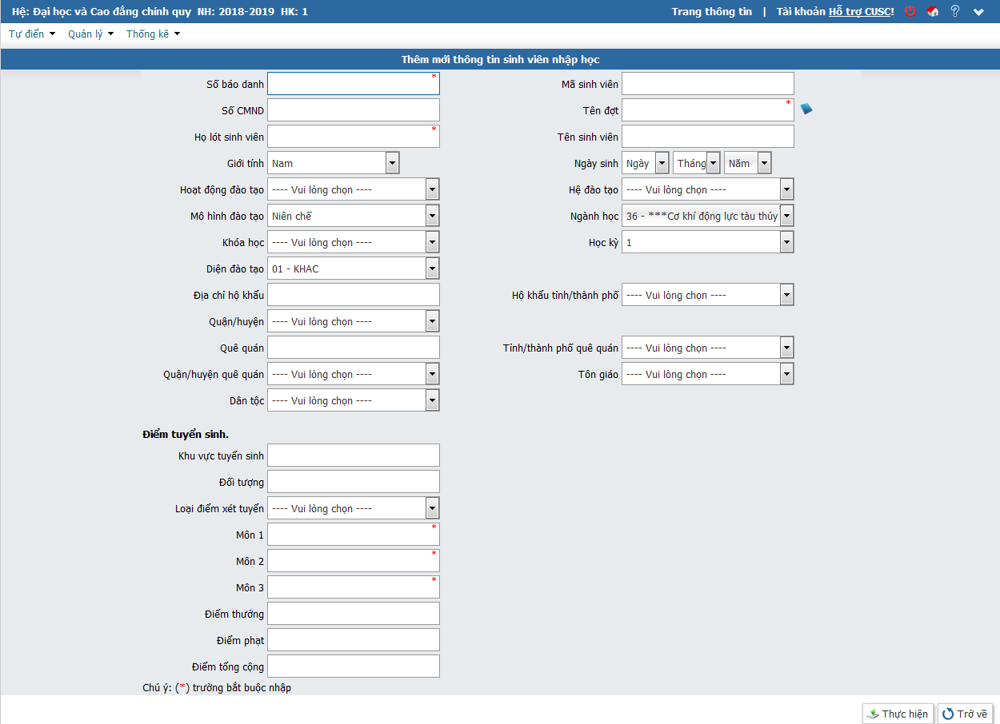 Hệ: Đại học và Cao đẳng chính quy NH: 2018-2019 HK: 1 Trang thông tin | Tài khoản Hỗ trợ CUSC!
Tự điển Quản lý Thống kê
Thêm mới thông tin sinh viên nhập học
Số báo danh * Mã sinh viên
Số CMND Tên đợt *
Họ lót sinh viên * Tên sinh viên
Giới tính Nam Ngày sinh Ngày Tháng Năm
Hoạt động đào tạo ---- Vui lòng chọn ---- Hệ đào tạo ---- Vui lòng chọn ----
Mô hình đào tạo Niên chế Ngành học 36 - ***Cơ khí động lực tàu thủy *
Khóa học ---- Vui lòng chọn ---- Học kỳ 1
Diện đào tạo 01 - KHAC
Địa chỉ hộ khẩu Hộ khẩu tỉnh/thành phố ---- Vui lòng chọn ----
Quận/huyện ---- Vui lòng chọn ----
Quê quán Tỉnh/thành phố quê quán ---- Vui lòng chọn ----
Quận/huyện quê quán ---- Vui lòng chọn ---- Tôn giáo ---- Vui lòng chọn ----
Dân tộc ---- Vui lòng chọn ----
Điểm tuyển sinh.
Khu vực tuyển sinh
Đối tượng
Loại điểm xét tuyển ---- Vui lòng chọn ----
Môn 1 *
Môn 2 *
Môn 3 *
Điểm thưởng
Điểm phạt
Điểm tổng cộng
Chú ý: (*) trường bắt buộc nhập
Thực hiện Trở về